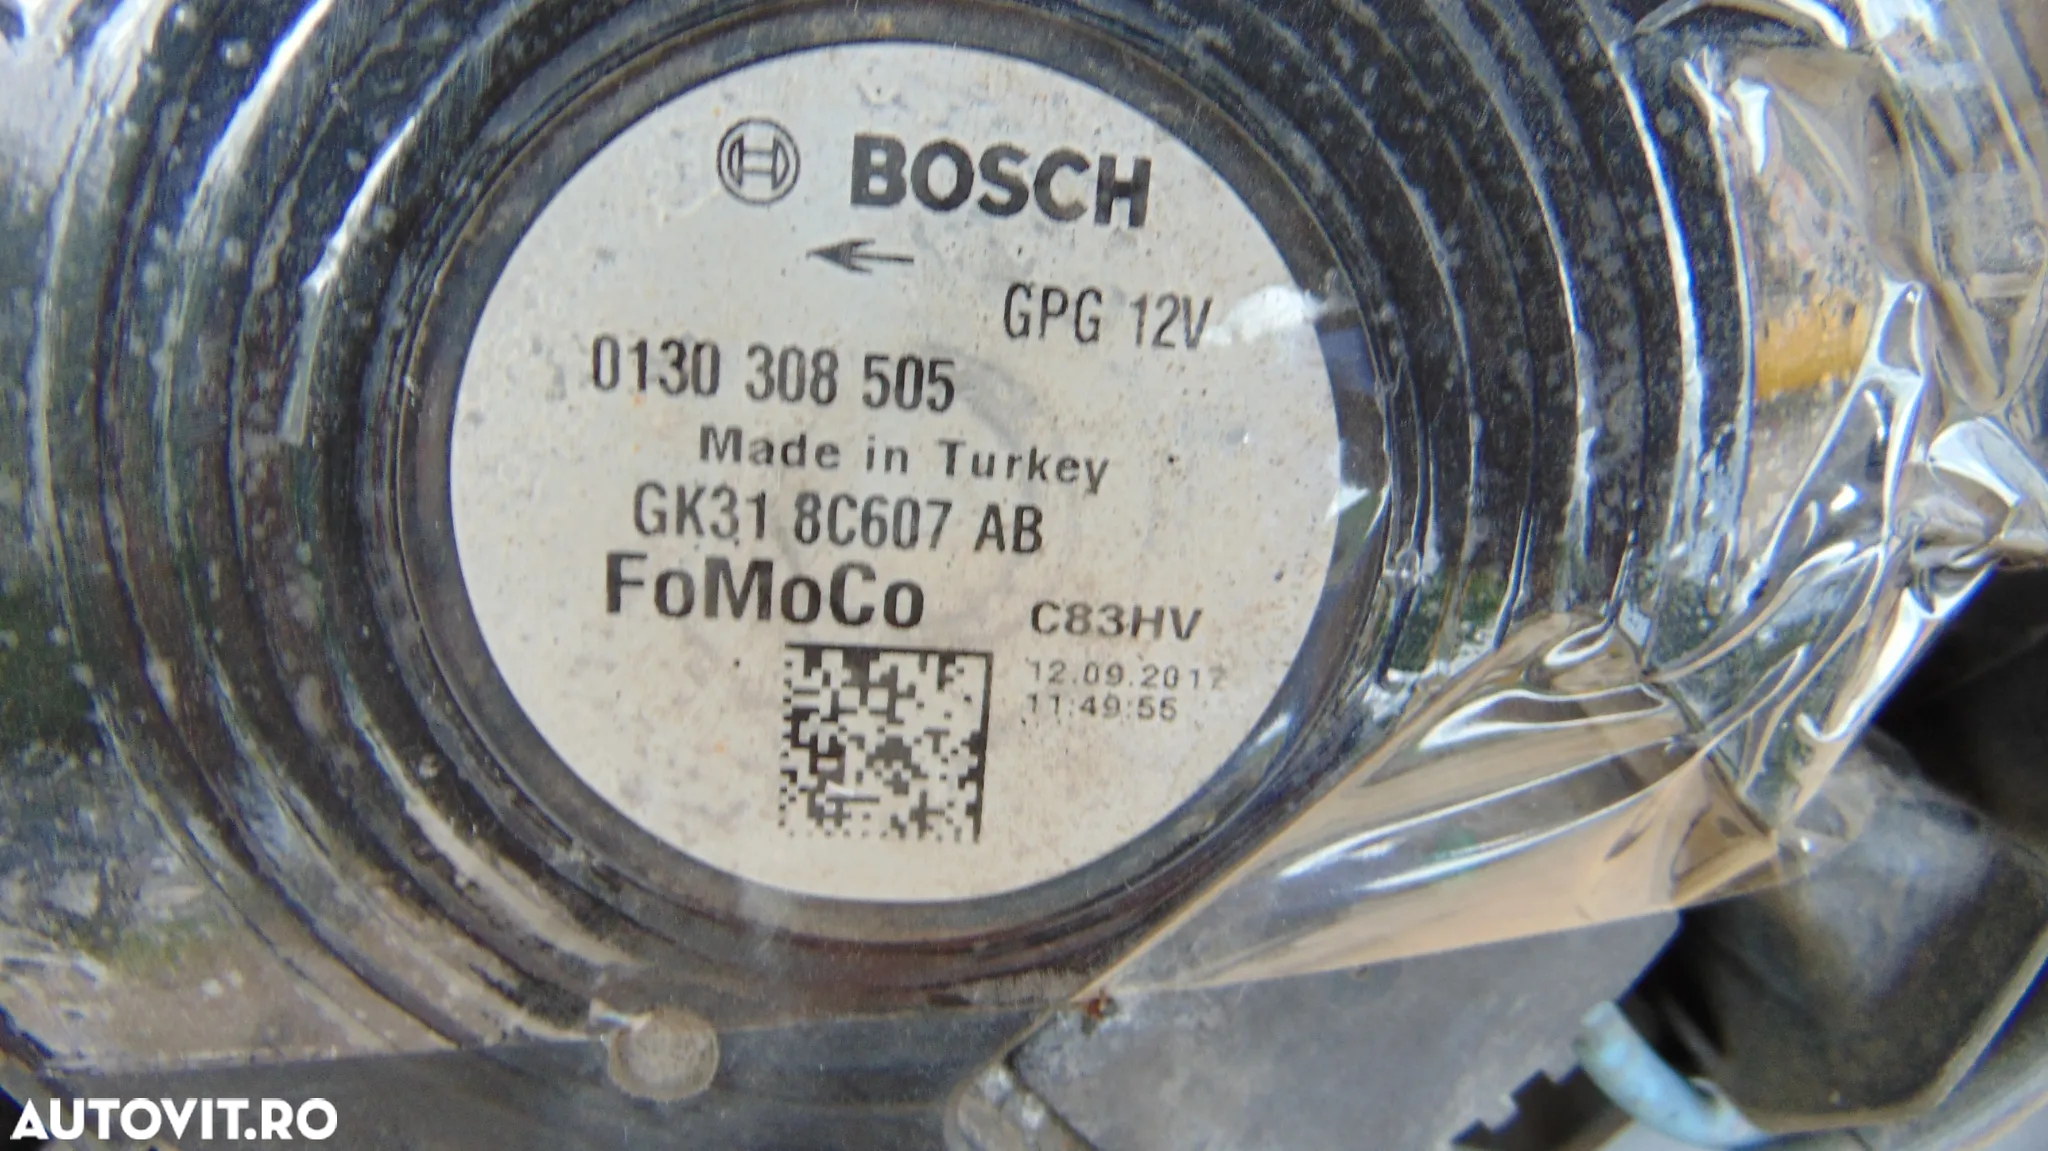 BOSCH
GPG 12V
0130 308 505
Made in Turkey
GK31 8C607 AB
FoMoCo
C83HV
12.09.2017
11:49:55
AUTOVIT.RO